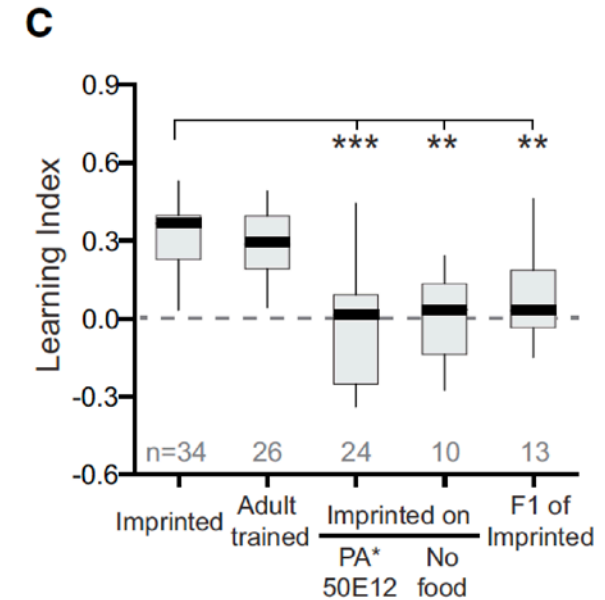 C
Learning Index
0.9
0.6
0.3
0.0
-0.3
-0.6
*** ** **
n=34 26 24 10 13
Imprinted
Adult
trained
Imprinted on
PA*
50E12
No
food
F1 of
Imprinted